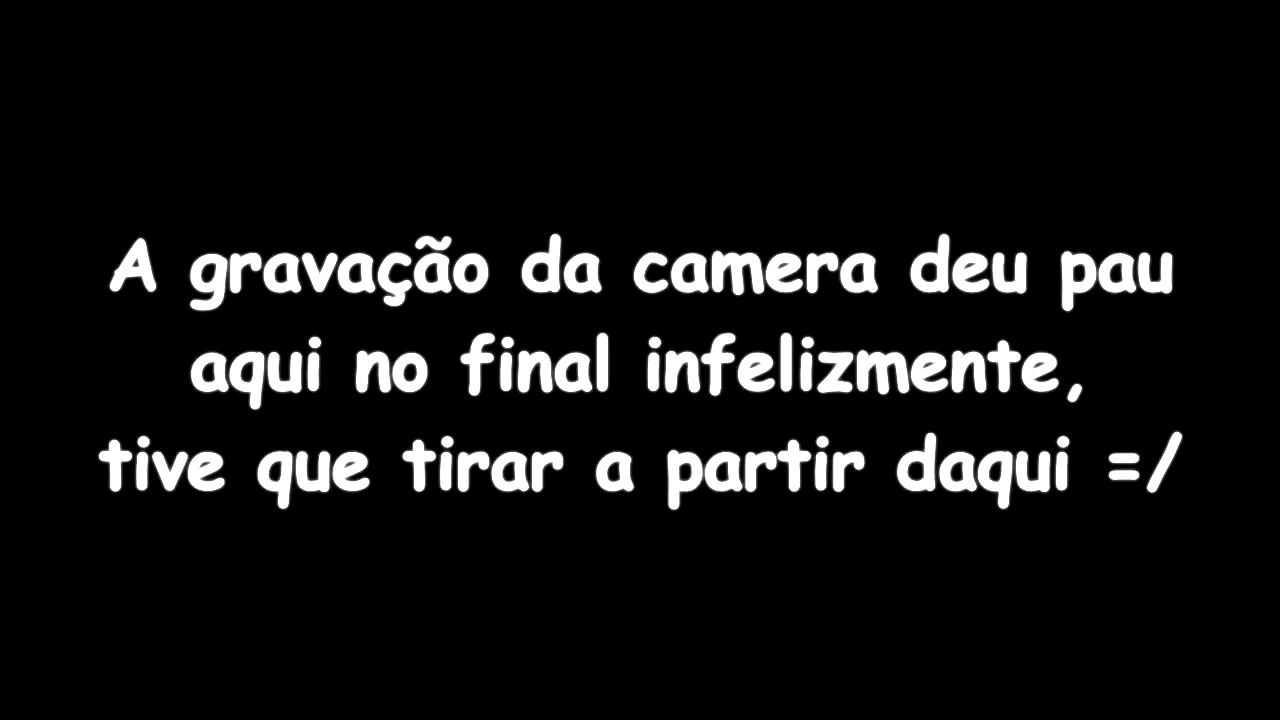 A gravação da camera deu pau
aqui no final infelizmente,
tive que tirar a partir daqui =/